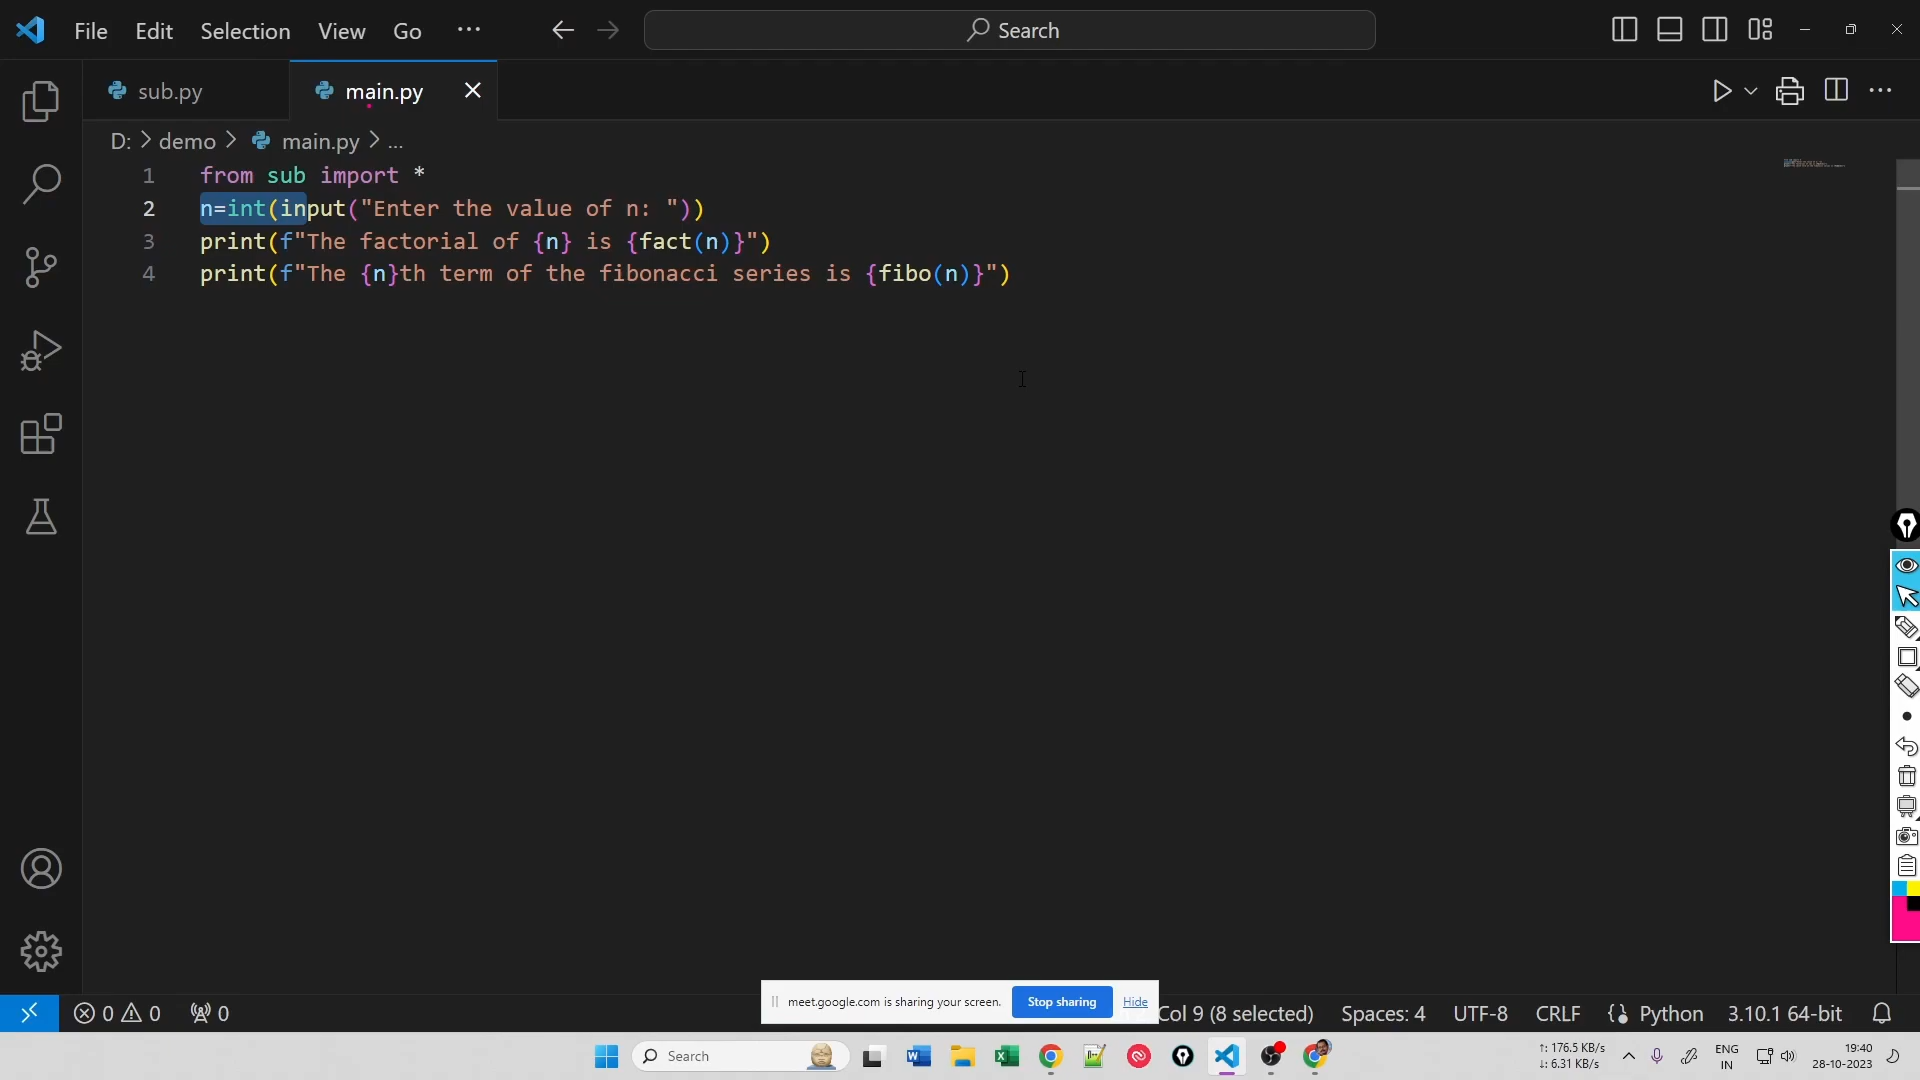 File Edit Selection View Go ··· Search
sub.py main.py
D: > demo > main.py > ...
1 from sub import *
2 n=int(input("Enter the value of n: "))
3 print(f"The factorial of {n} is {fact(n)}")
4 print(f"The {n}th term of the fibonacci series is {fibo(n)}")
meet.google.com is sharing your screen. Stop sharing Hide
0 0 0 Col 9 (8 selected) Spaces: 4 UTF-8 CRLF Python 3.10.1 64-bit
Search
↑: 176.5 KB/s
↓: 6.31 KB/s
ENG
IN
19:40
28-10-2023